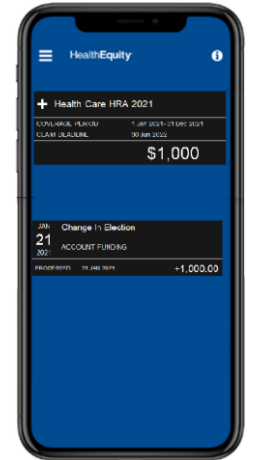 HealthEquity
+ Health Care HRA 2021
COVERAGE PERIOD 1 Jan 2021-31 Dec 2021
CLAIM DEADLINE 30 Jun 2022
$1,000
JAN
21
2021
Change In Election
ACCOUNT FUNDING
PROCESSED 21 JAN 2021 +1,000.00